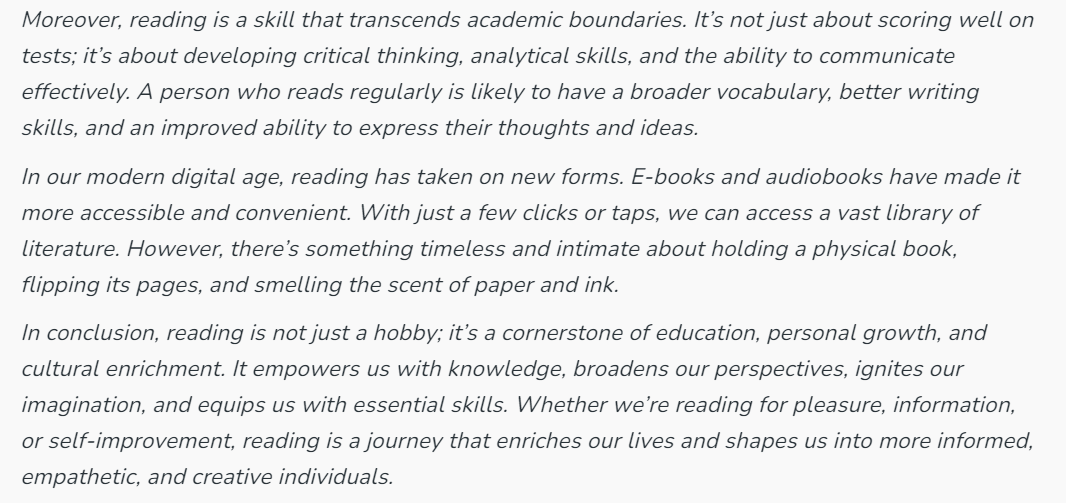 Moreover, reading is a skill that transcends academic boundaries. It’s not just about scoring well on
tests; it’s about developing critical thinking, analytical skills, and the ability to communicate
effectively. A person who reads regularly is likely to have a broader vocabulary, better writing
skills, and an improved ability to express their thoughts and ideas.
In our modern digital age, reading has taken on new forms. E-books and audiobooks have made it
more accessible and convenient. With just a few clicks or taps, we can access a vast library of
literature. However, there’s something timeless and intimate about holding a physical book,
flipping its pages, and smelling the scent of paper and ink.
In conclusion, reading is not just a hobby; it’s a cornerstone of education, personal growth, and
cultural enrichment. It empowers us with knowledge, broadens our perspectives, ignites our
imagination, and equips us with essential skills. Whether we’re reading for pleasure, information,
or self-improvement, reading is a journey that enriches our lives and shapes us into more informed,
empathetic, and creative individuals.